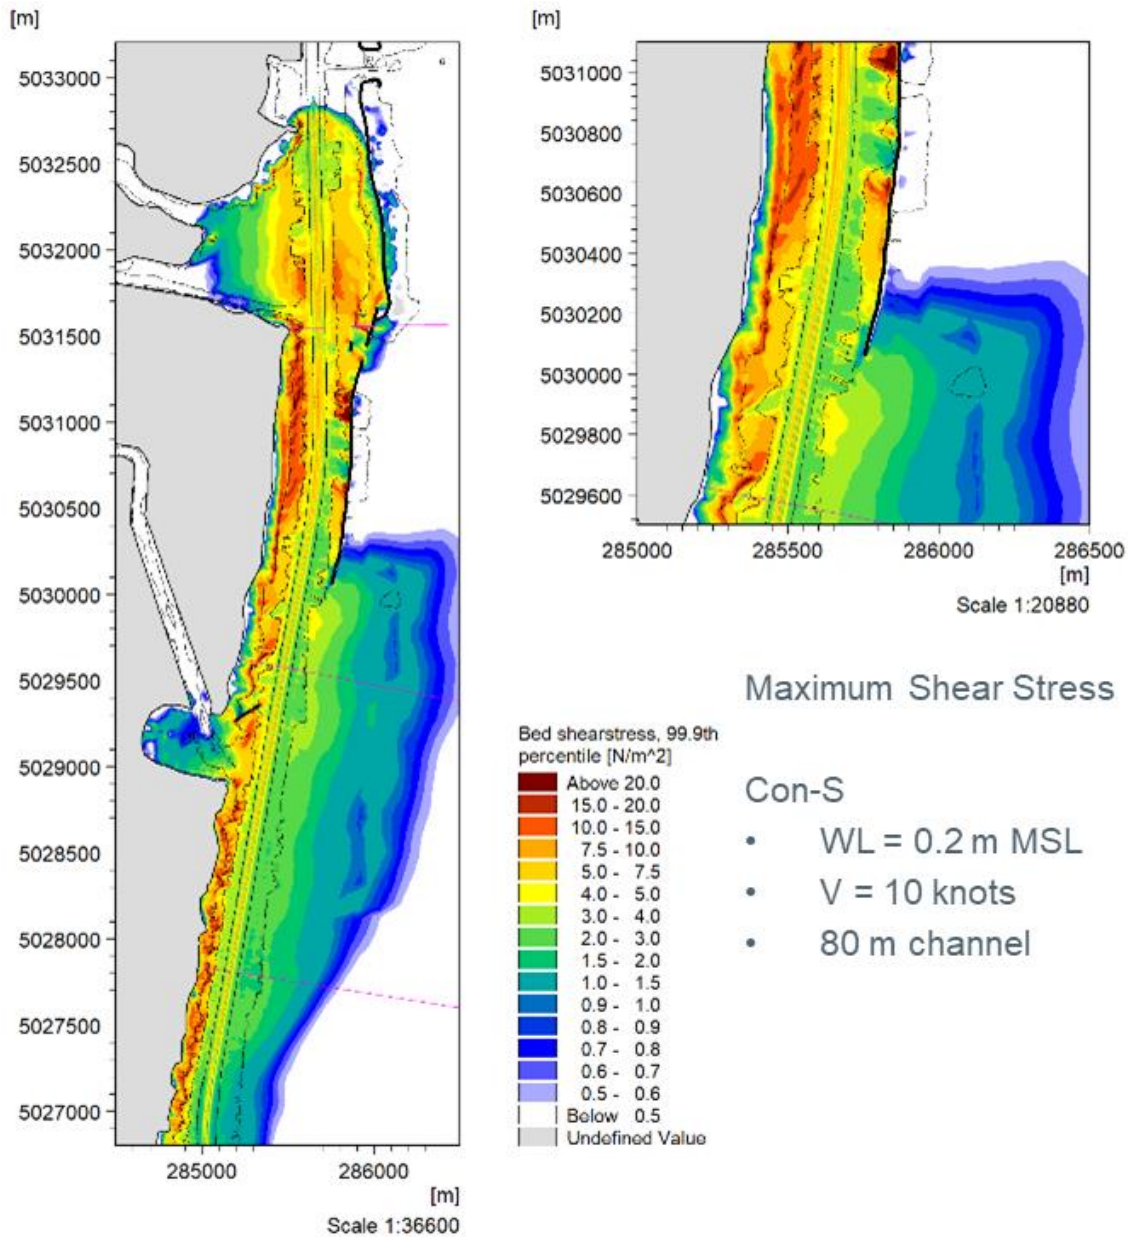 [m]
5033000
5032500
5032000
5031500
5031000
5030500
5030000
5029500
5029000
5028500
5028000
5027500
5027000
285000 286000
[m]
Scale 1:36600
[m]
5031000
5030800
5030600
5030400
5030200
5030000
5029800
5029600
285000 285500 286000 286500
[m]
Scale 1:20880
Maximum Shear Stress
Con-S
• WL = 0.2 m MSL
• V = 10 knots
• 80 m channel
Bed shearstress, 99.9th
percentile [N/m^2]
Above 20.0
15.0 - 20.0
10.0 - 15.0
7.5 - 10.0
5.0 - 7.5
4.0 - 5.0
3.0 - 4.0
2.0 - 3.0
1.5 - 2.0
1.0 - 1.5
0.9 - 1.0
0.8 - 0.9
0.7 - 0.8
0.6 - 0.7
0.5 - 0.6
Below 0.5
Undefined Value